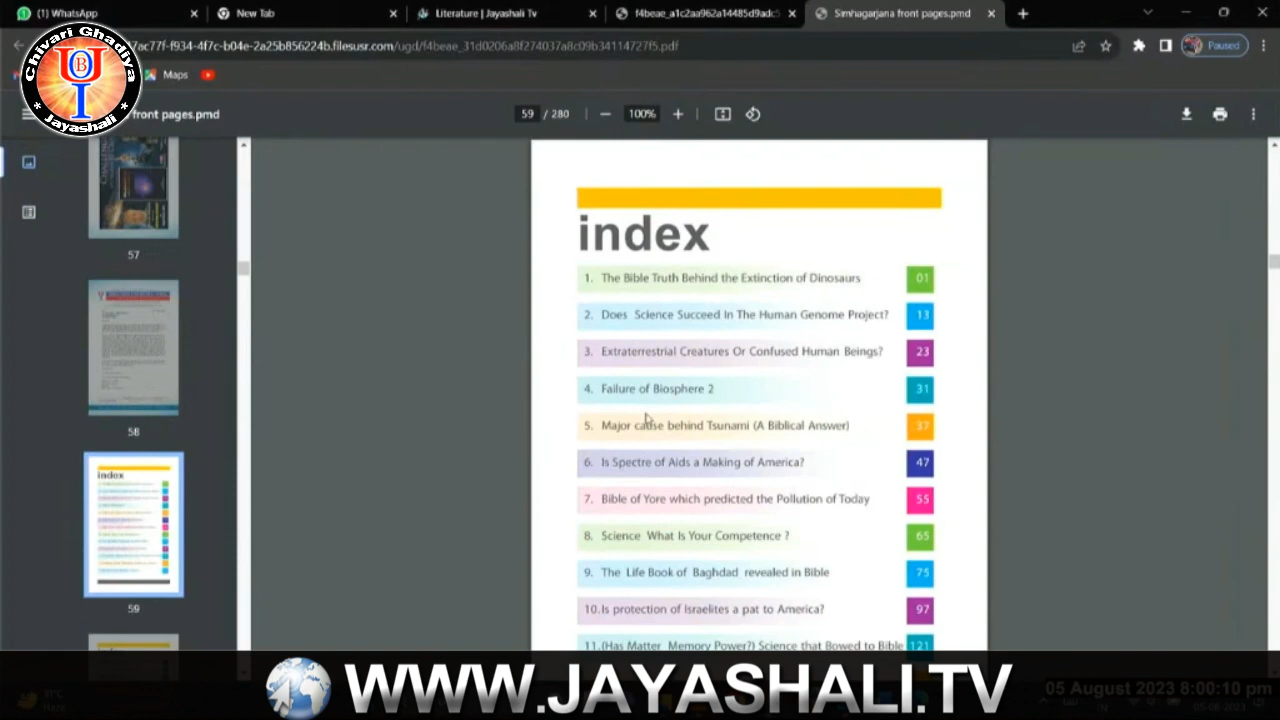 (1) WhatsApp
New Tab
Literature | Jayashali Tv
f4beae_a1c2aa962a14485d9adc5
Simhagarjana front pages.pmd
7ac77f-f934-4f7c-b04e-2a25b856224b.filesusr.com/ugd/f4beae_31d0206a8f274037a8c09b34114727f5.pdf
Paused
Maps
Chivari Ghadiya
UOBI
Jayashali
front pages.pmd
59 / 280
100%
57
58
index
59
index
1. The Bible Truth Behind the Extinction of Dinosaurs 01
2. Does Science Succeed In The Human Genome Project? 13
3. Extraterrestrial Creatures Or Confused Human Beings? 23
4. Failure of Biosphere 2 31
5. Major cause behind Tsunami (A Biblical Answer) 37
6. Is Spectre of Aids a Making of America? 47
7. Bible of Yore which predicted the Pollution of Today 55
8. Science What Is Your Competence ? 65
9. The Life Book of Baghdad revealed in Bible 75
10. Is protection of Israelites a pat to America? 97
11. (Has Matter Memory Power?) Science that Bowed to Bible 121
WWW.JAYASHALI.TV
05 August 2023 8:00:10 pm